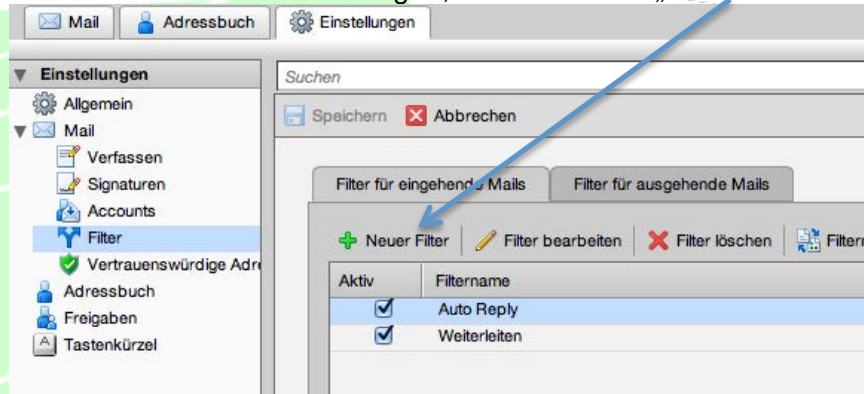 Mail Adressbuch Einstellungen
Einstellungen
Suchen
Allgemein
Speichern Abbrechen
Mail
Verfassen
Filter für eingehende Mails Filter für ausgehende Mails
Signaturen
Accounts
Filter
Neuer Filter Filter bearbeiten Filter löschen
Vertrauenswürdige Adre
Aktiv Filtername
Adressbuch
Auto Reply
Freigaben
Weiterleiten
A Tastenkürzel